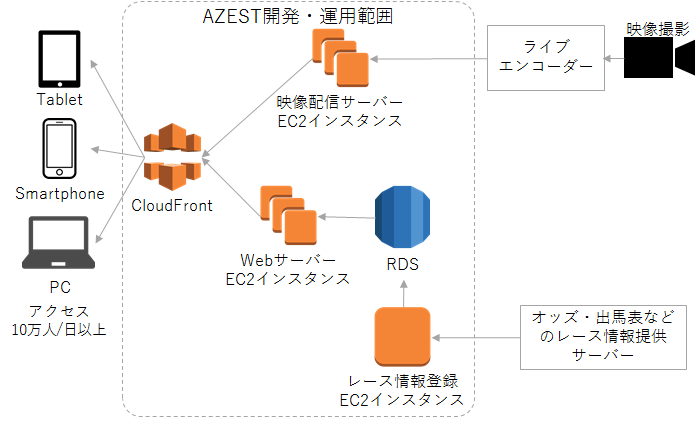 AZEST開発・運用範囲
映像撮影
ライブ
エンコーダー
映像配信サーバー
EC2インスタンス
Tablet
Smartphone
CloudFront
Webサーバー
EC2インスタンス
RDS
PC
アクセス
10万人/日以上
オッズ・出馬表など
のレース情報提供
サーバー
レース情報登録
EC2インスタンス